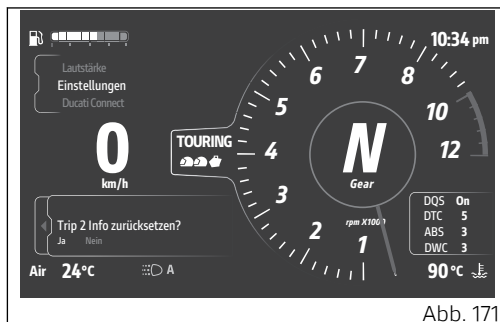 10:34 pm
Lautstärke
Einstellungen
Ducati Connect
0
km/h
TOURING
1
2
3
4
5
6
7
8
10
12
N
Gear
rpm X1000
Trip 2 Info zurücksetzen?
Ja Nein
DQS On
DTC 5
ABS 3
DWC 3
Air 24°C
A
90 °C
Abb. 171